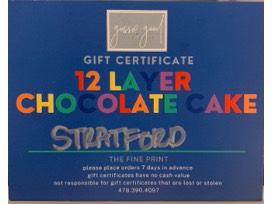 GIFT CERTIFICATE
12 LAYER
CHOCOLATE CAKE
STRATFORD
THE FINE PRINT
please place orders 7 days in advance
gift certificates have no cash value
not responsible for gift certificates that are lost or stolen
478.390.4097